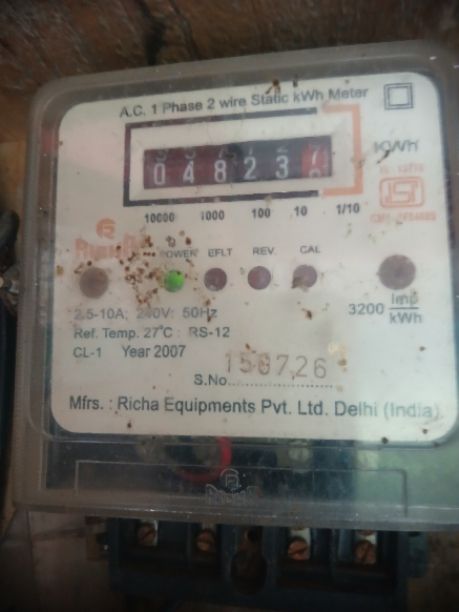 A.C. 1 Phase 2 wire Static kWh Meter
0 4 8 2 3 7
KWh
10000 1000 100 10 1/10
POWER EFLT REV. CAL
2.5-10A; 240V: 50Hz
3200 Imp/kWh
Ref. Temp. 27°C : RS-12
CL-1 Year 2007
S.No.
Mfrs. : Richa Equipments Pvt. Ltd. Delhi (India)